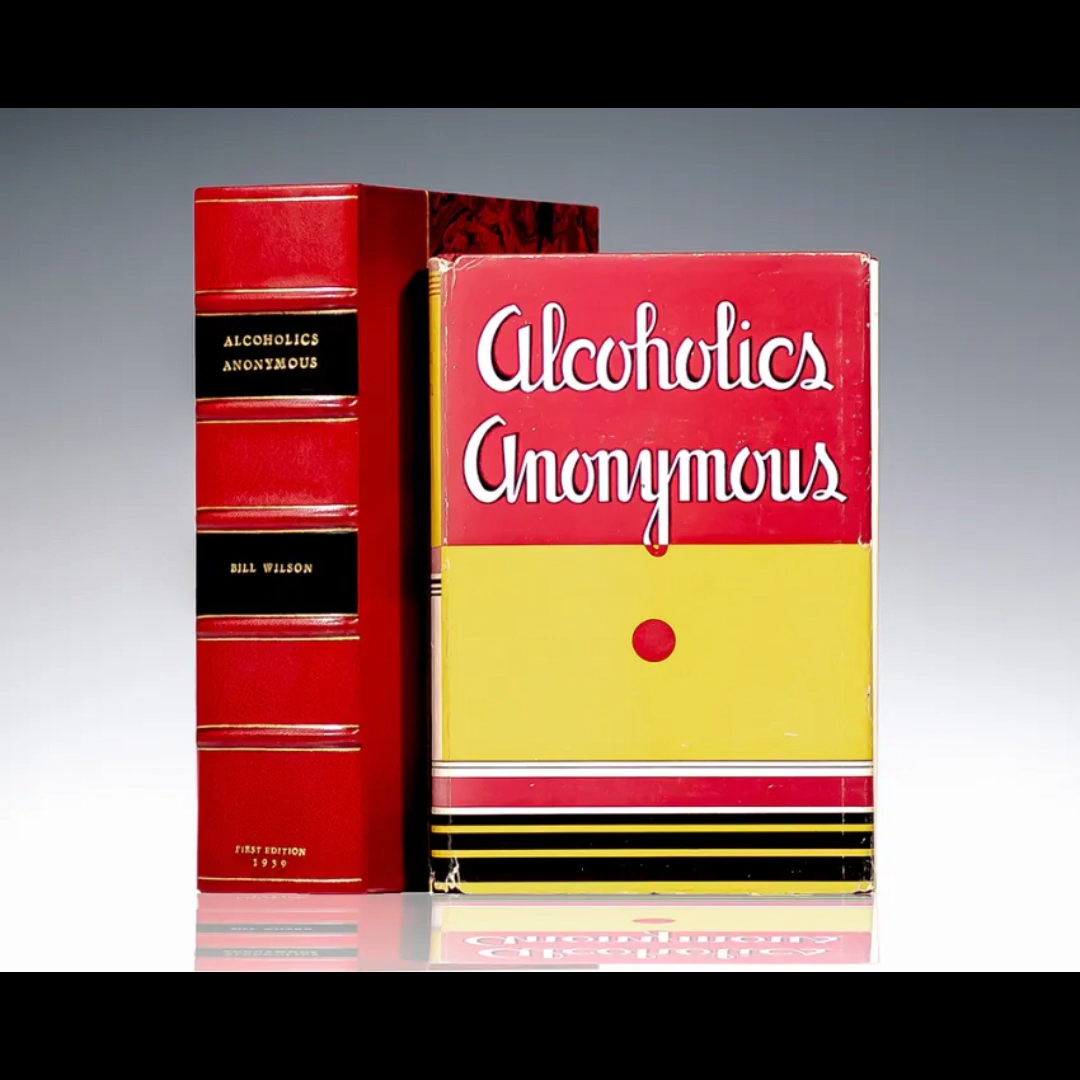 ALCOHOLICS
ANONYMOUS
BILL WILSON
FIRST EDITION
1939
Alcoholics
Anonymous